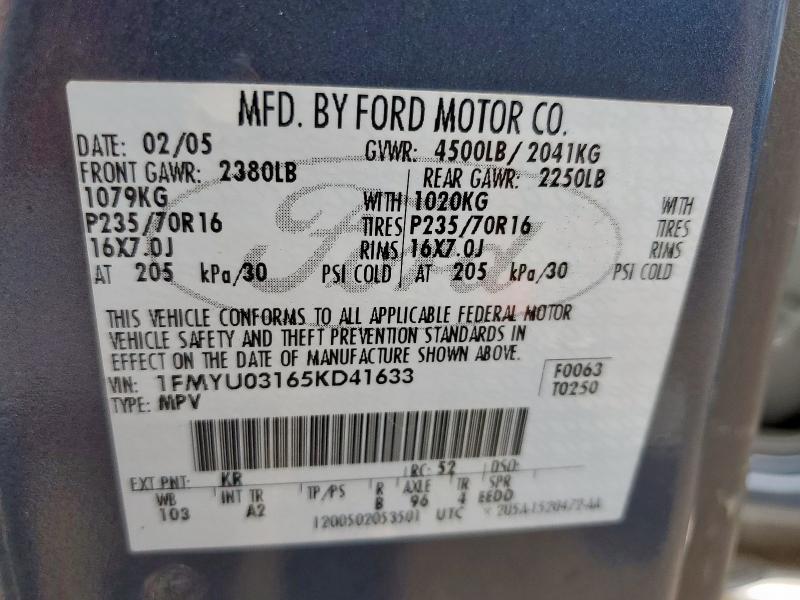 MFD. BY FORD MOTOR CO.
DATE: 02/05 GVWR: 4500LB/ 2041KG
FRONT GAWR: 2380LB REAR GAWR: 2250LB
1079KG WITH 1020KG WITH
P235/70R16 TIRES P235/70R16 TIRES
16X7.0J RIMS 16X7.0J RIMS
AT 205 kPa/30 PSI COLD AT 205 kPa/30 PSI COLD
Ford
THIS VEHICLE CONFORMS TO ALL APPLICABLE FEDERAL MOTOR
VEHICLE SAFETY AND THEFT PREVENTION STANDARDS IN
EFFECT ON THE DATE OF MANUFACTURE SHOWN ABOVE.
VIN: 1FMYU03165KD41633 F0063
TYPE: MPV T0250
EXT PNT: KR RC: 52 DSO:
WB INT TR TP/PS R AXLE TR SPR
103 A2 B 96 4 EEDD
1200502053501 UTC